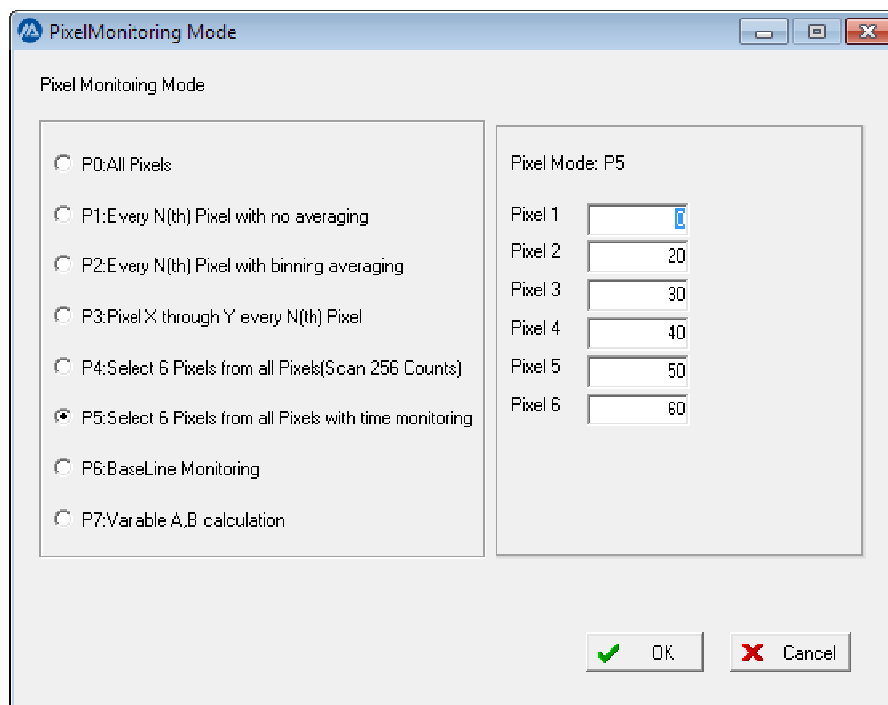 PixelMonitoring Mode
Pixel Monitoring Mode
P0:All Pixels
P1:Every N(th) Pixel with no averaging
P2:Every N(th) Pixel with binning averaging
P3:Pixel X through Y every N(th) Pixel
P4:Select 6 Pixels from all Pixels(Scan 256 Counts)
P5:Select 6 Pixels from all Pixels with time monitoring
P6:BaseLine Monitoring
P7:Varable A,B calculation
Pixel Mode: P5
Pixel 1 0
Pixel 2 20
Pixel 3 30
Pixel 4 40
Pixel 5 50
Pixel 6 60
OK
Cancel